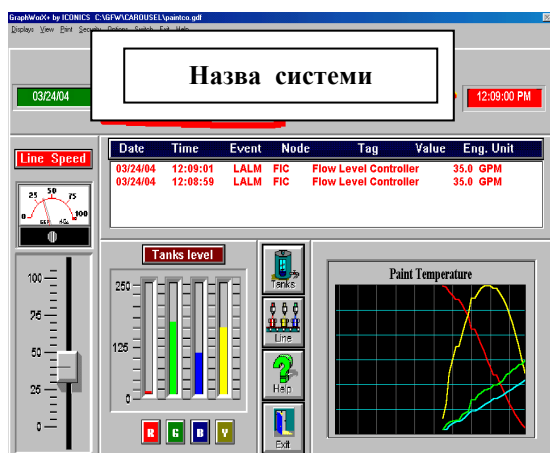 GraphWorX+ by ICONICS C:\GFW\CAROUSEL\paintco.gdf
Displays View Print Security Options Switch Exit Help
Назва системи
03/24/04
12:09:00 PM
Line Speed
Date Time Event Node Tag Value Eng. Unit
03/24/04 12:09:01 LALM FIC Flow Level Controller 35.0 GPM
03/24/04 12:08:59 LALM FIC Flow Level Controller 35.0 GPM
0 25 50 75 100
Tanks level
250
125
0
R G B Y
100
75
50
25
0
Tanks
Line
Help
Exit
Paint Temperature